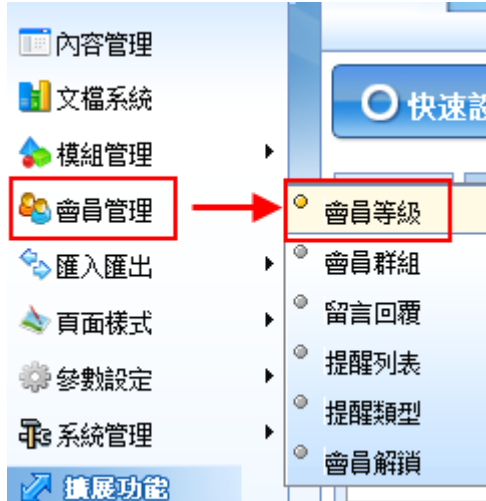 內容管理
文檔系統
模組管理
會員管理
匯入匯出
頁面樣式
參數設定
系統管理
擴展功能
快速設
會員等級
會員群組
留言回覆
提醒列表
提醒類型
會員解鎖